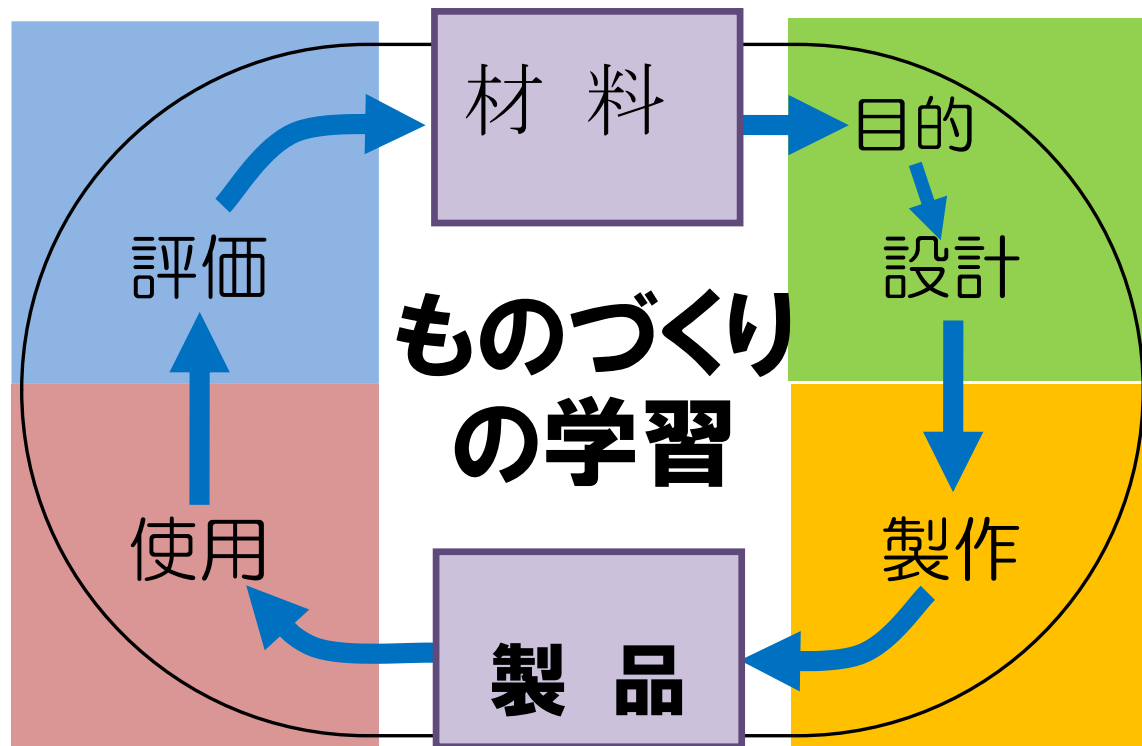 材 料
目的
設計
評価
ものづくり
の学習
使用
製作
製 品